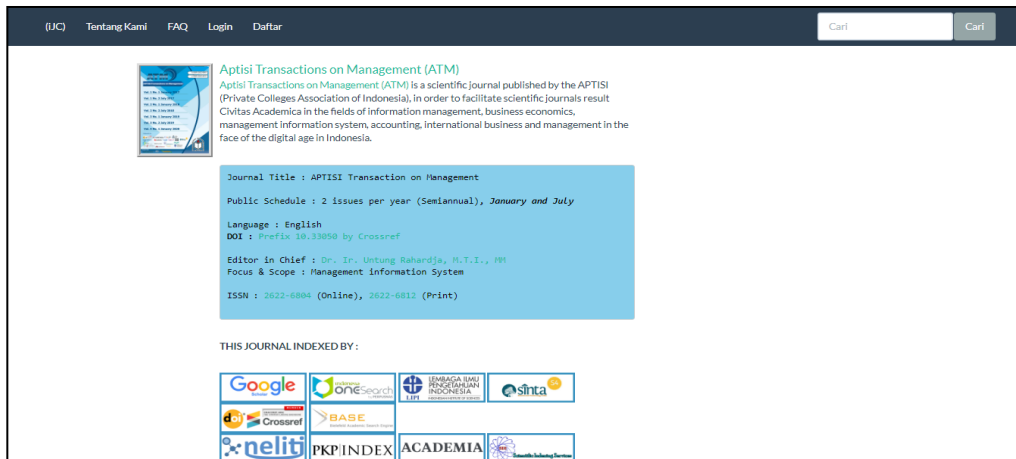 (iJC) Tentang Kami FAQ Login Daftar Cari Cari
Aptisi Transactions on Management (ATM)
Aptisi Transactions on Management (ATM) is a scientific journal published by the APTISI
(Private Colleges Association of Indonesia), in order to facilitate scientific journals result
Civitas Academica in the fields of information management, business economics,
management information system, accounting, international business and management in the
face of the digital age in Indonesia.
Journal Title : APTISI Transaction on Management
Public Schedule : 2 issues per year (Semiannual), January and July
Language : English
DOI : Prefix 10.33050 by Crossref
Editor in Chief : Dr. Ir. Untung Rahardja, M.T.I., MM
Focus & Scope : Management information System
ISSN : 2622-6804 (Online), 2622-6812 (Print)
THIS JOURNAL INDEXED BY :
Google indonesia OneSearch LIPI LEMBAGA ILMU PENGETAHUAN INDONESIA sinta
doi Crossref BASE
neliti PKP|INDEX ACADEMIA Scientific Indexing Services